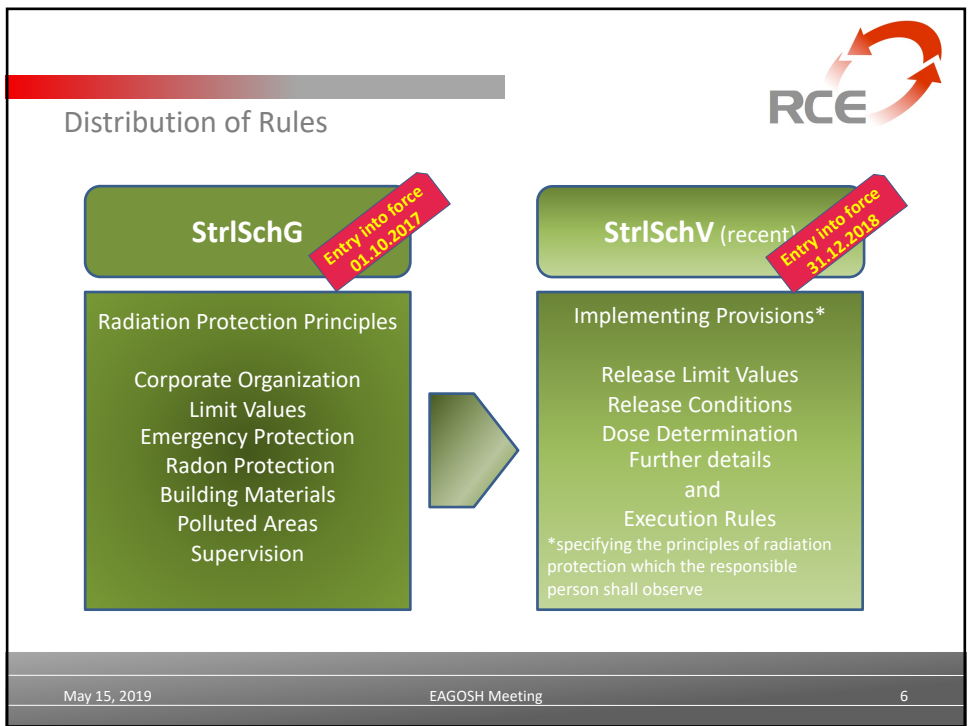 RCE
Distribution of Rules
StrlSchG
Entry into force
01.10.2017
Radiation Protection Principles
Corporate Organization
Limit Values
Emergency Protection
Radon Protection
Building Materials
Polluted Areas
Supervision
StrlSchV (recent)
Entry into force
31.12.2018
Implementing Provisions*
Release Limit Values
Release Conditions
Dose Determination
Further details
and
Execution Rules
*specifying the principles of radiation
protection which the responsible
person shall observe
May 15, 2019
EAGOSH Meeting
6